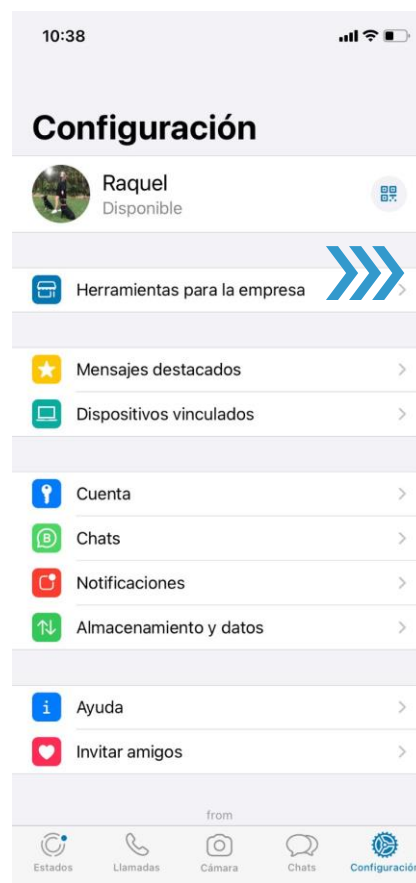 10:38
Configuración
Raquel
Disponible
Herramientas para la empresa
Mensajes destacados
Dispositivos vinculados
Cuenta
Chats
Notificaciones
Almacenamiento y datos
Ayuda
Invitar amigos
from
Estados Llamadas Cámara Chats Configuración